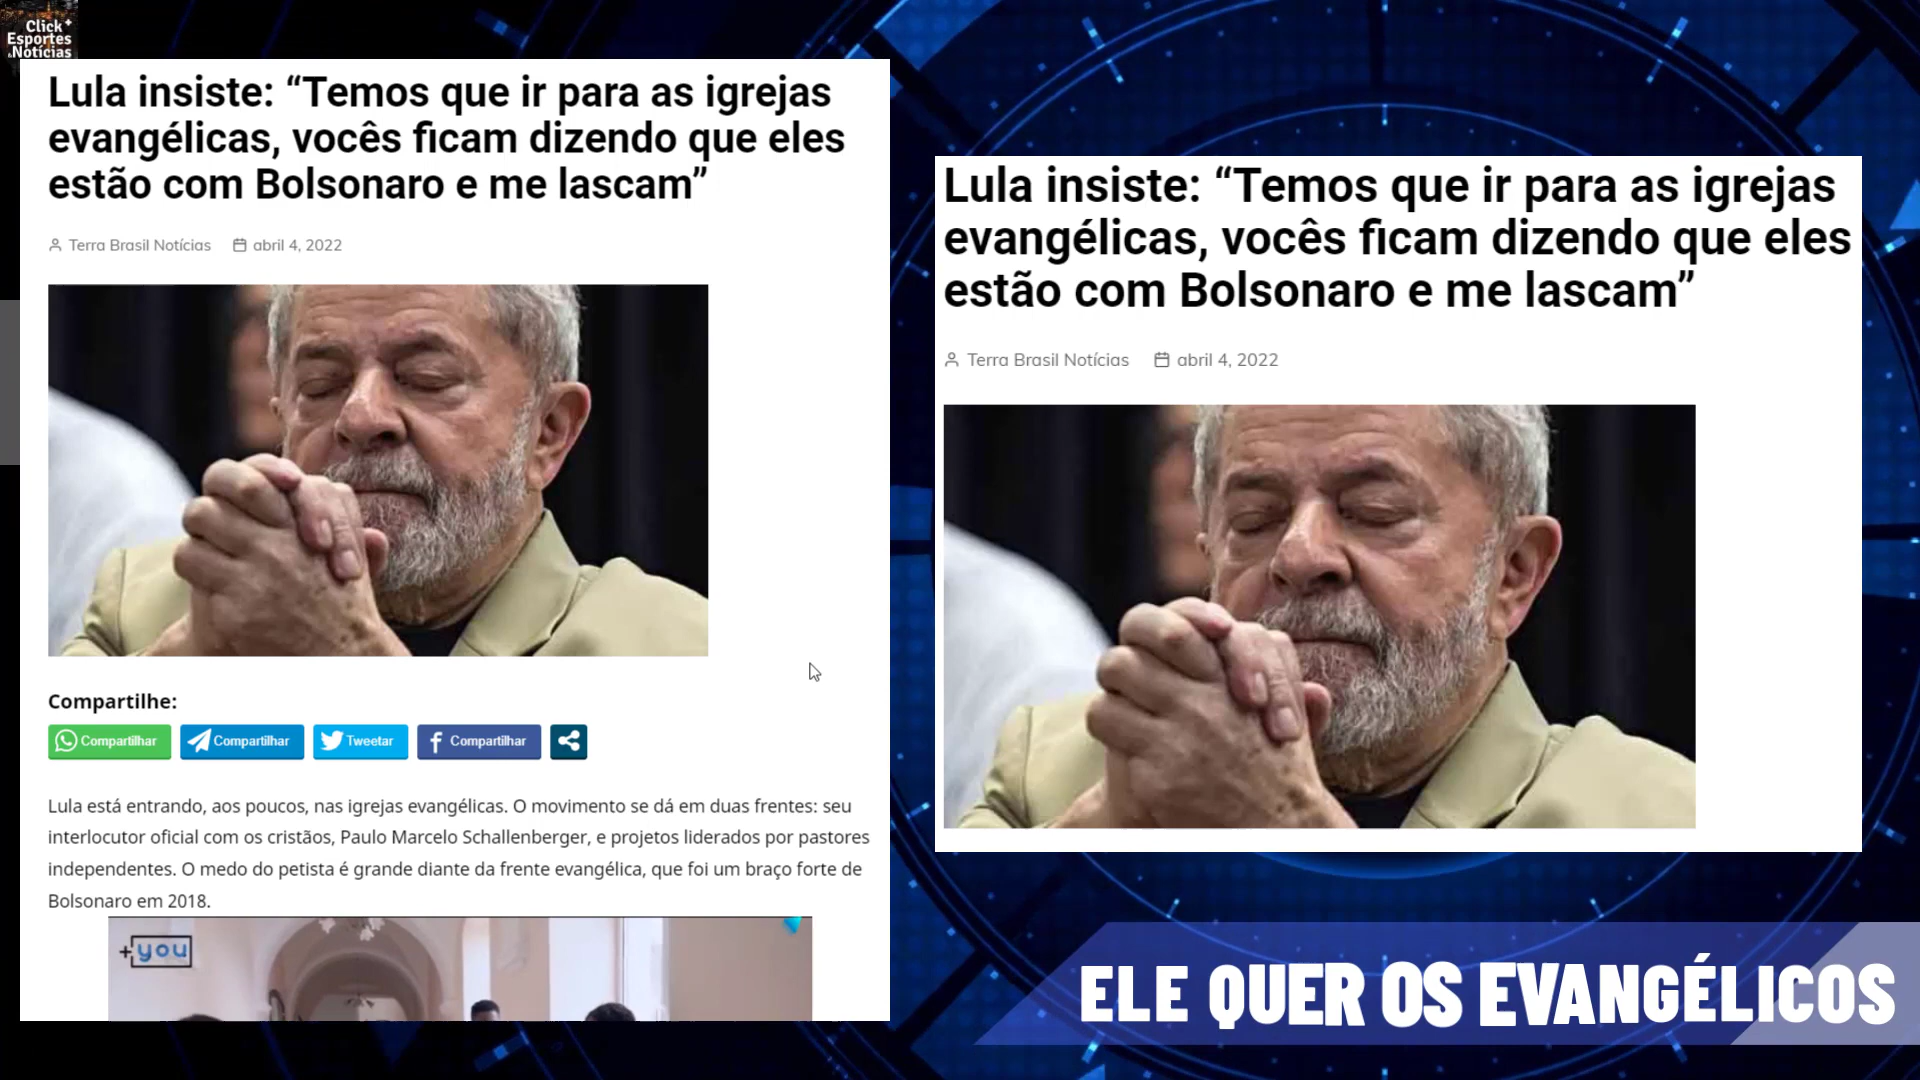 Click
Esportes
&Notícias
Lula insiste: “Temos que ir para as igrejas
evangélicas, vocês ficam dizendo que eles
estão com Bolsonaro e me lascam”
Terra Brasil Notícias abril 4, 2022
Compartilhe:
Compartilhar Compartilhar Tweetar Compartilhar
Lula está entrando, aos poucos, nas igrejas evangélicas. O movimento se dá em duas frentes: seu
interlocutor oficial com os cristãos, Paulo Marcelo Schallenberger, e projetos liderados por pastores
independentes. O medo do petista é grande diante da frente evangélica, que foi um braço forte de
Bolsonaro em 2018.
+you
Lula insiste: “Temos que ir para as igrejas
evangélicas, vocês ficam dizendo que eles
estão com Bolsonaro e me lascam”
Terra Brasil Notícias abril 4, 2022
ELE QUER OS EVANGÉLICOS